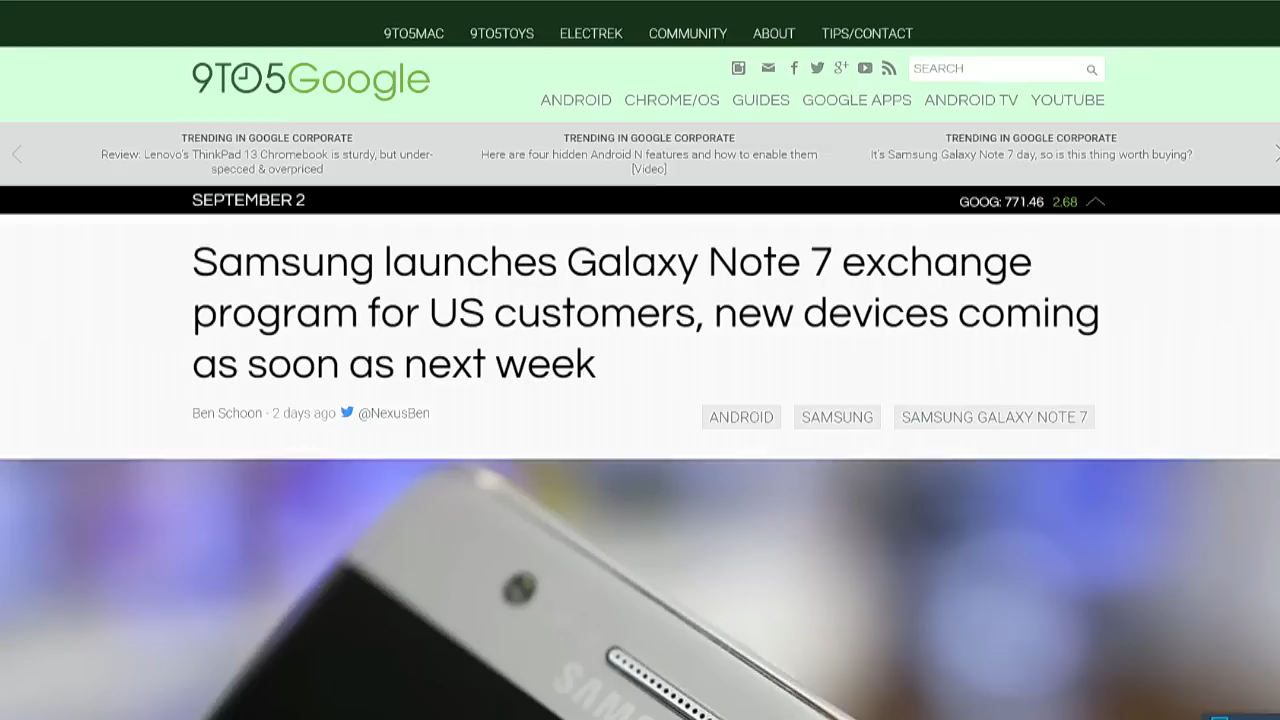 9TO5MAC 9TO5TOYS ELECTREK COMMUNITY ABOUT TIPS/CONTACT
9TO5Google
SEARCH
ANDROID CHROME/OS GUIDES GOOGLE APPS ANDROID TV YOUTUBE
TRENDING IN GOOGLE CORPORATE
Review: Lenovo's ThinkPad 13 Chromebook is sturdy, but under-
specced & overpriced
TRENDING IN GOOGLE CORPORATE
Here are four hidden Android N features and how to enable them
[Video]
TRENDING IN GOOGLE CORPORATE
It's Samsung Galaxy Note 7 day, so is this thing worth buying?
SEPTEMBER 2
GOOG: 771.46 2.68
Samsung launches Galaxy Note 7 exchange
program for US customers, new devices coming
as soon as next week
Ben Schoon - 2 days ago @NexusBen
ANDROID SAMSUNG SAMSUNG GALAXY NOTE 7